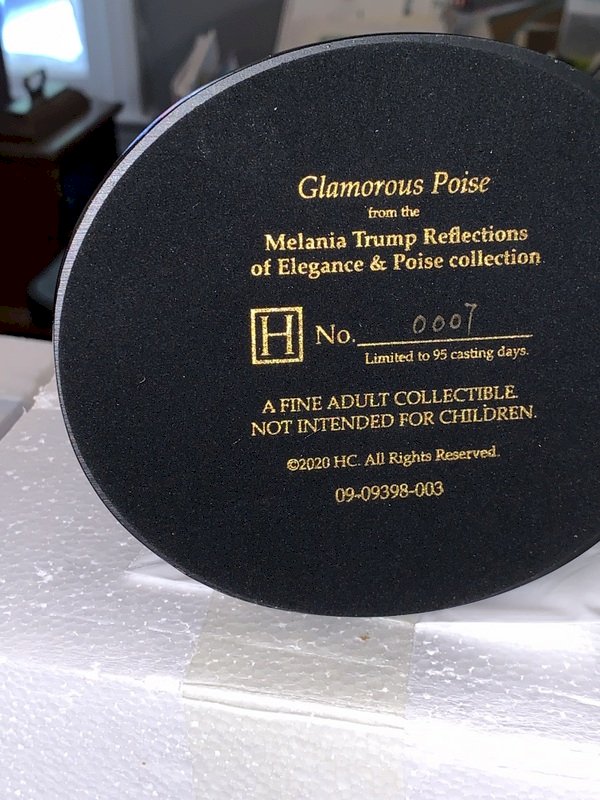 Glamorous Poise
from the
Melania Trump Reflections
of Elegance & Poise collection
H No. 0007
Limited to 95 casting days.
A FINE ADULT COLLECTIBLE.
NOT INTENDED FOR CHILDREN.
©2020 HC. All Rights Reserved.
09-09398-003